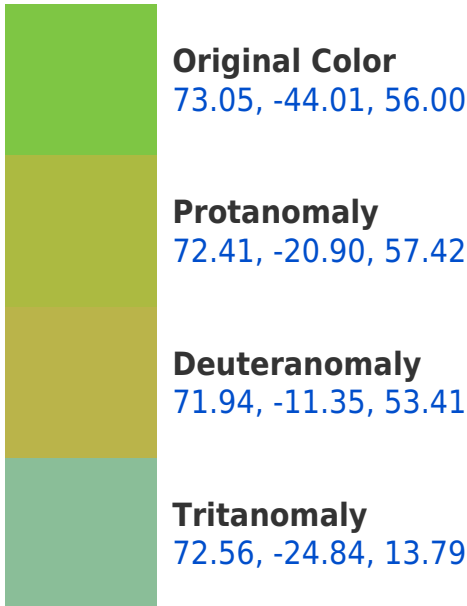 Original Color
73.05, -44.01, 56.00
Protanomaly
72.41, -20.90, 57.42
Deuteranomaly
71.94, -11.35, 53.41
Tritanomaly
72.56, -24.84, 13.79